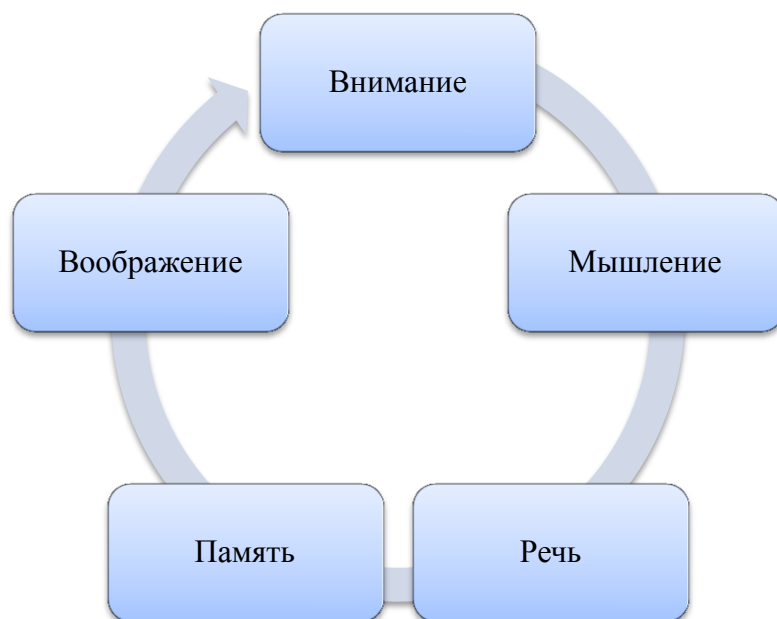 Внимание
Мышление
Речь
Память
Воображение